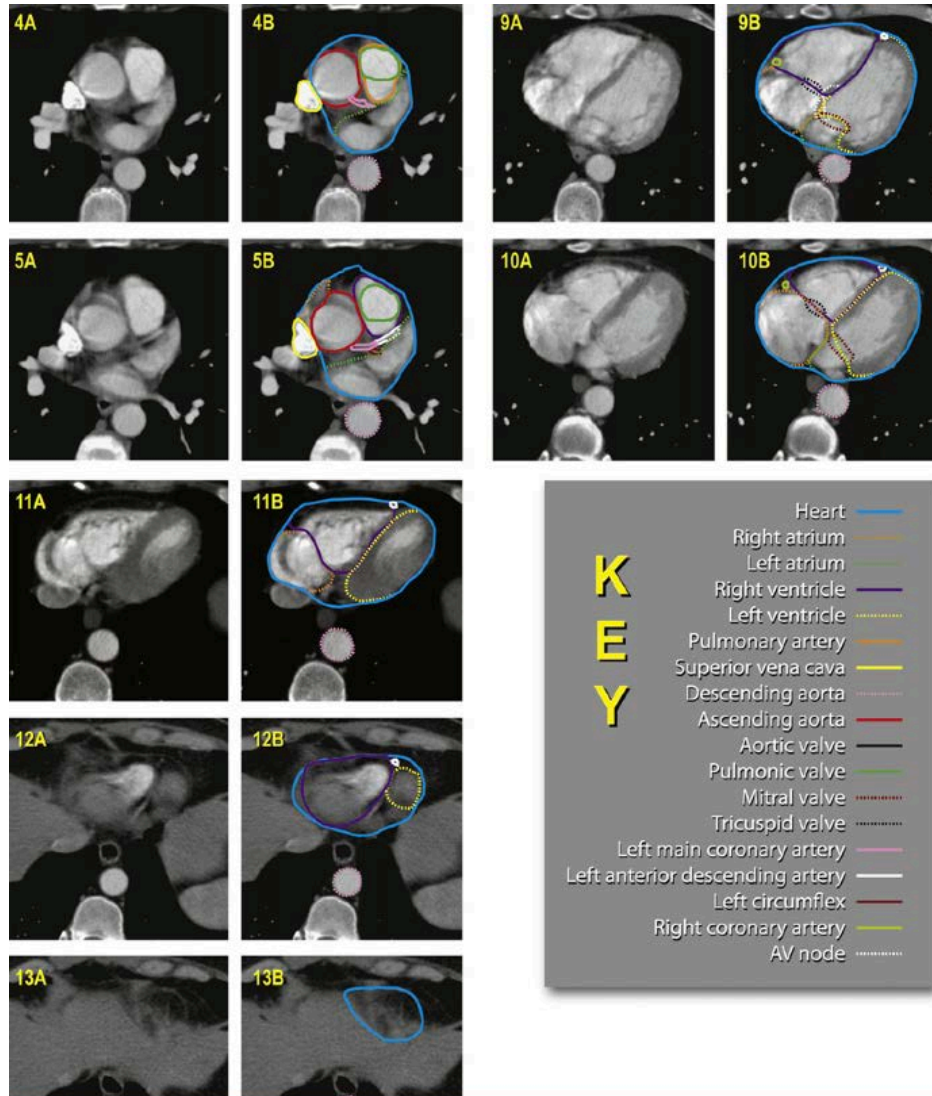 4A
4B
9A
9B
5A
5B
10A
10B
11A
11B
12A
12B
13A
13B
KEY
Heart
Right atrium
Left atrium
Right ventricle
Left ventricle
Pulmonary artery
Superior vena cava
Descending aorta
Ascending aorta
Aortic valve
Pulmonic valve
Mitral valve
Tricuspid valve
Left main coronary artery
Left anterior descending artery
Left circumflex
Right coronary artery
AV node